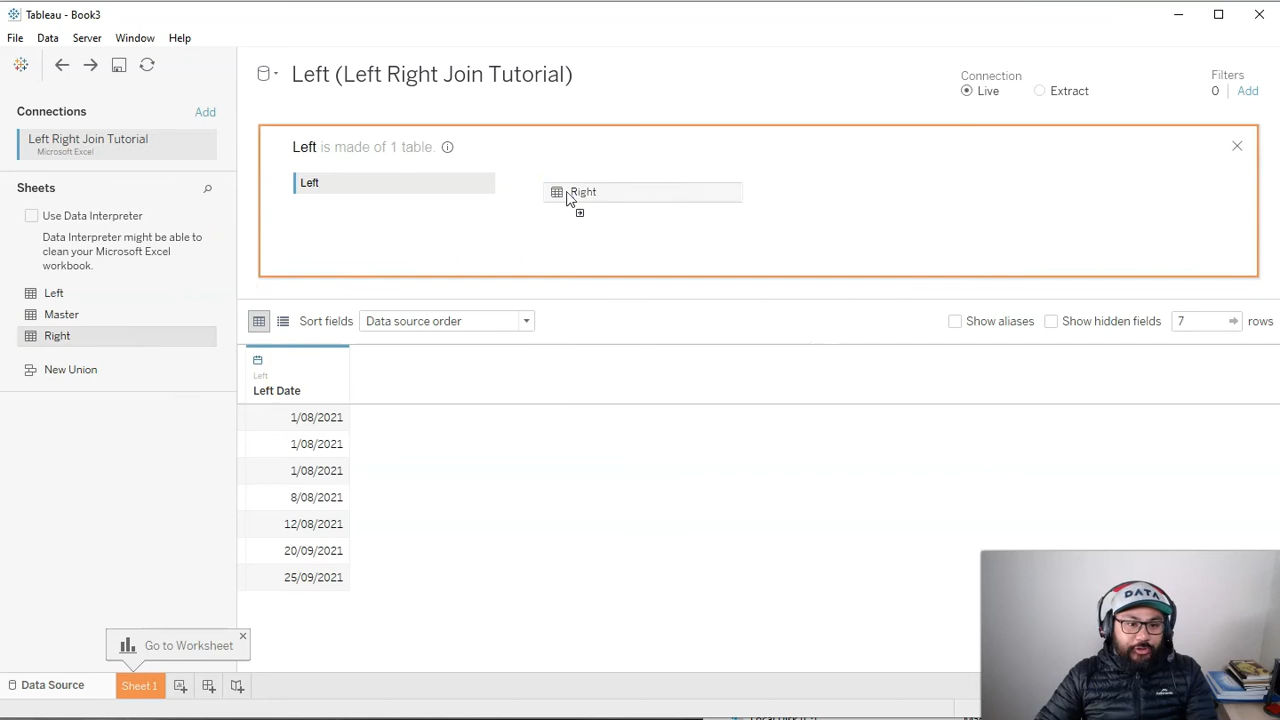 Tableau - Book3
File Data Server Window Help
Connections Add
Left Right Join Tutorial
Microsoft Excel
Sheets
Use Data Interpreter
Data Interpreter might be able to
clean your Microsoft Excel
workbook.
Left
Master
Right
New Union
Left (Left Right Join Tutorial)
Connection
Live Extract
Filters
0 Add
Left is made of 1 table.
Left
Right
Sort fields Data source order
Show aliases Show hidden fields 7 rows
Left
Left Date
1/08/2021
1/08/2021
1/08/2021
8/08/2021
12/08/2021
20/09/2021
25/09/2021
Go to Worksheet
Data Source Sheet 1
DATA